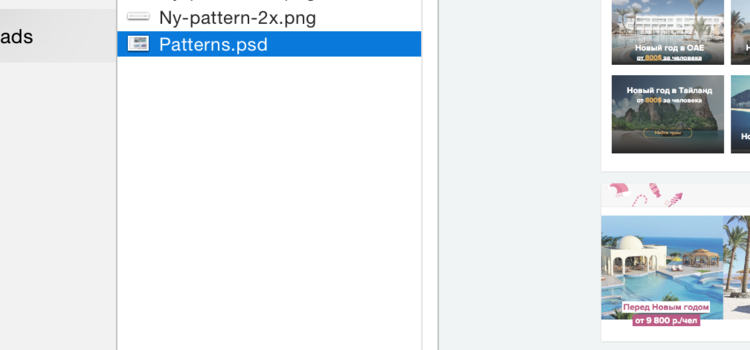 Ny-pattern-2x.png
ads
Patterns.psd
Новый год в ОАЕ
от 800$ за человека
Новый год в Тайланд
от 800$ за человека
Найти туры
Перед Новым годом
от 9 800 р./чел